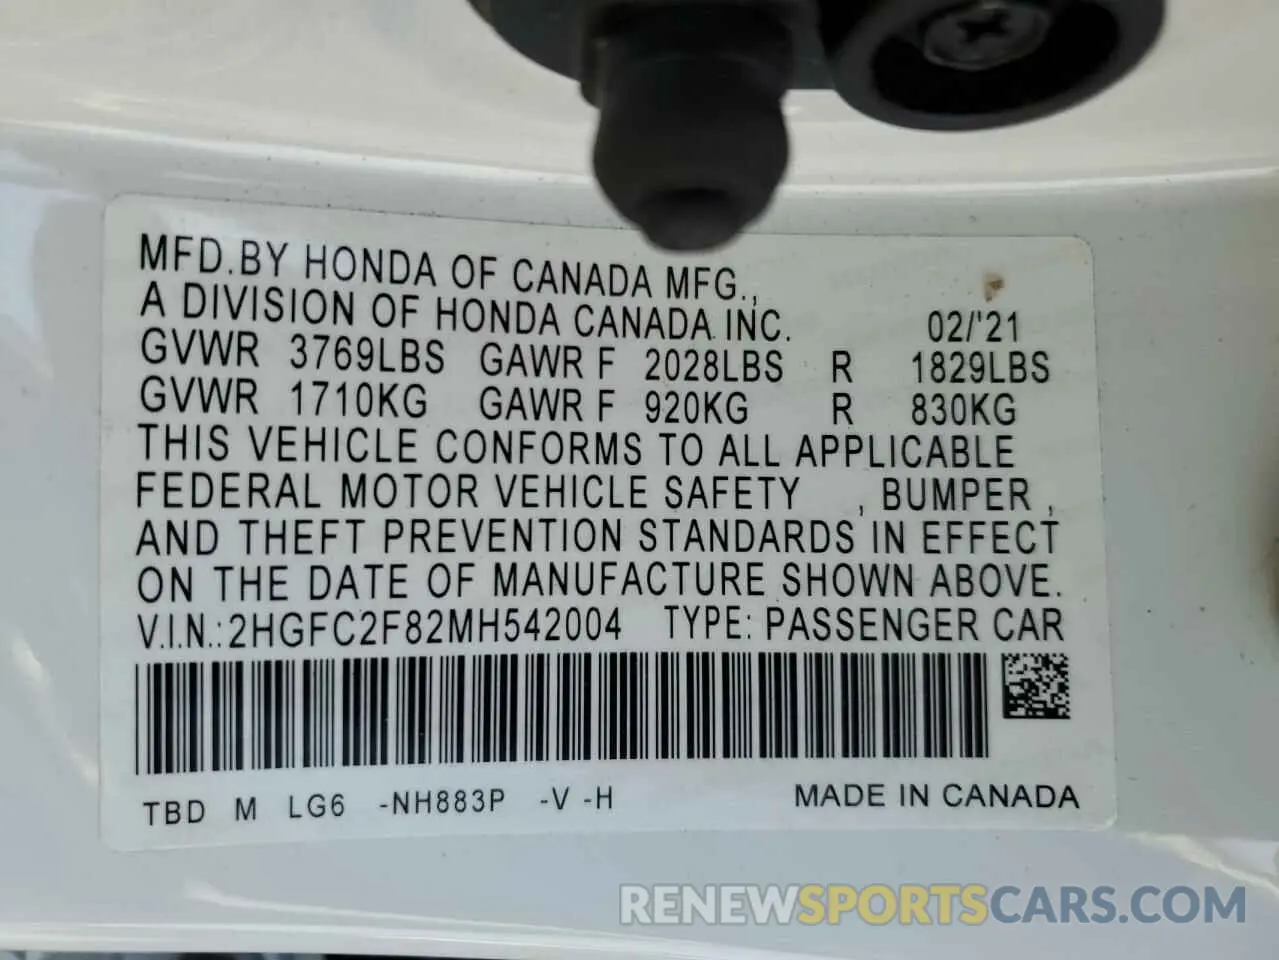 MFD.BY HONDA OF CANADA MFG.,
A DIVISION OF HONDA CANADA INC. 02/'21
GVWR 3769LBS GAWR F 2028LBS R 1829LBS
GVWR 1710KG GAWR F 920KG R 830KG
THIS VEHICLE CONFORMS TO ALL APPLICABLE
FEDERAL MOTOR VEHICLE SAFETY , BUMPER ,
AND THEFT PREVENTION STANDARDS IN EFFECT
ON THE DATE OF MANUFACTURE SHOWN ABOVE.
V.I.N.:2HGFC2F82MH542004 TYPE: PASSENGER CAR
TBD M LG6 -NH883P -V -H MADE IN CANADA
RENEWSPORTSCARS.COM